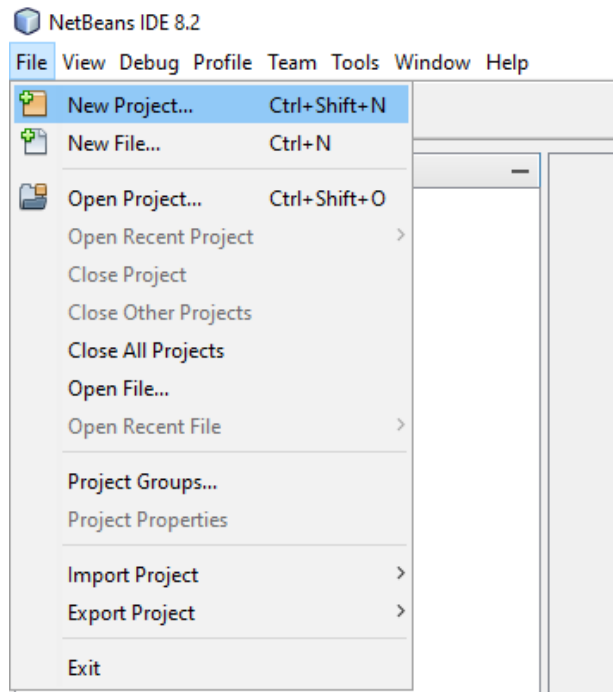 NetBeans IDE 8.2
File View Debug Profile Team Tools Window Help
New Project... Ctrl+Shift+N
New File... Ctrl+N
Open Project... Ctrl+Shift+O
Open Recent Project
Close Project
Close Other Projects
Close All Projects
Open File...
Open Recent File
Project Groups...
Project Properties
Import Project
Export Project
Exit